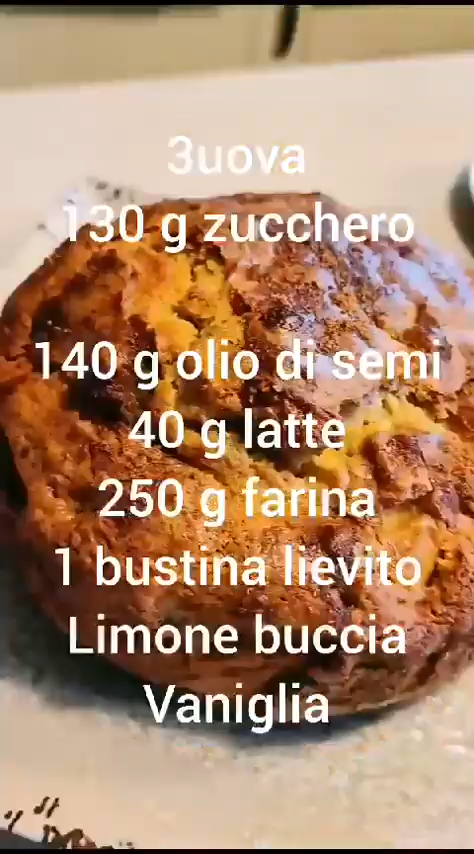 3uova
130 g zucchero
140 g olio di semi
40 g latte
250 g farina
1 bustina lievito
Limone buccia
Vaniglia